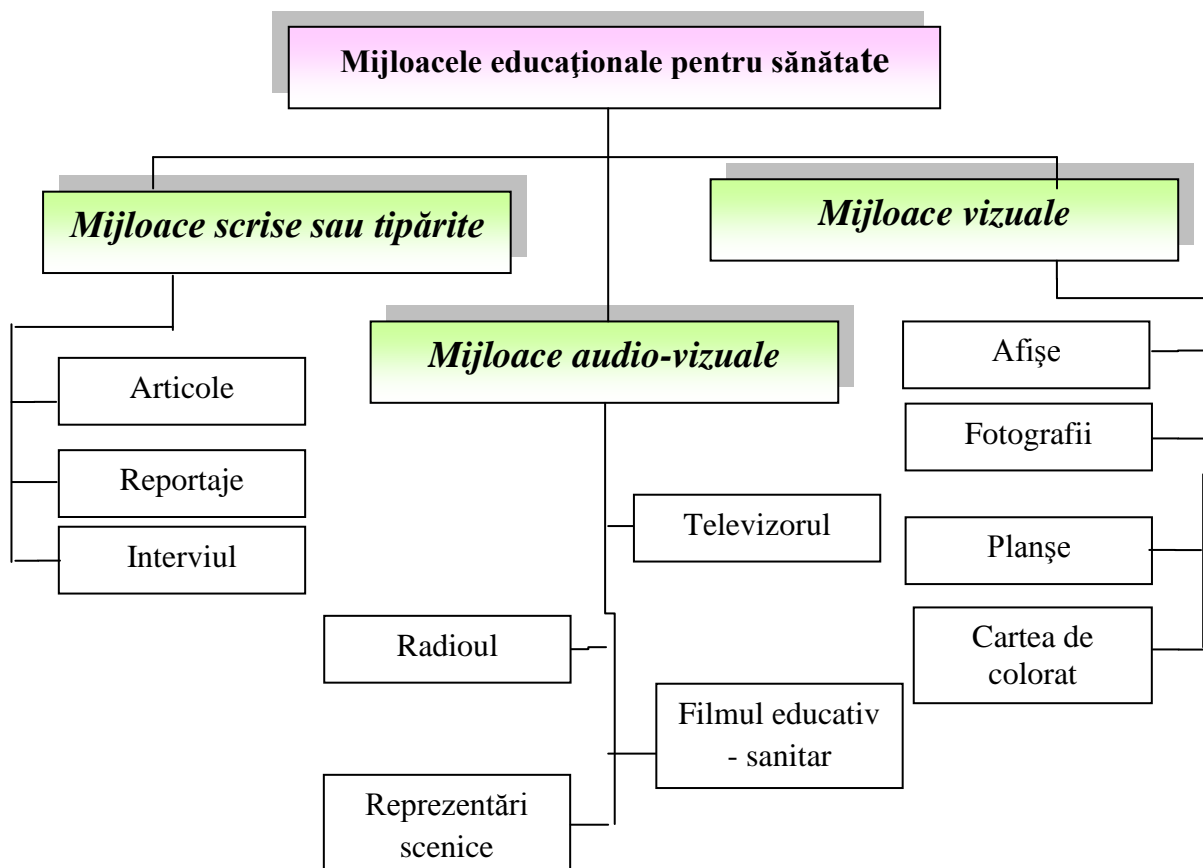 Mijloacele educaţionale pentru sănătate
Mijloace scrise sau tipărite
Articole
Reportaje
Interviul
Mijloace audio-vizuale
Televizorul
Radioul
Filmul educativ
- sanitar
Reprezentări
scenice
Mijloace vizuale
Afişe
Fotografii
Planşe
Cartea de
colorat